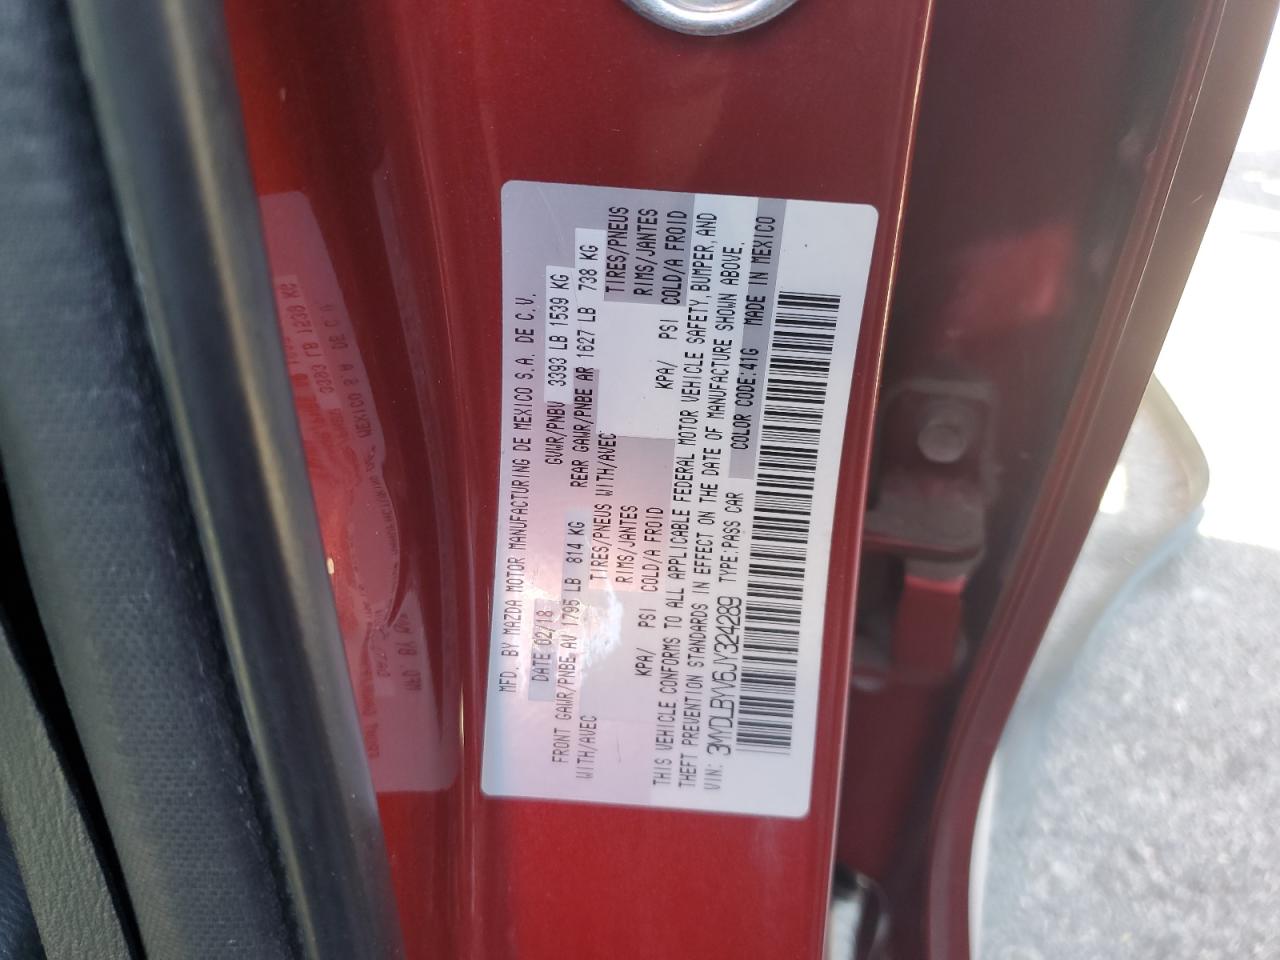 MFD. BY MAZDA MOTOR MANUFACTURING DE MEXICO S.A. DE C.V.
DATE 02/18 GVWR/PNBV 3393 LB 1539 KG
FRONT GAWR/PNBE AV 1795 LB 814 KG REAR GAWR/PNBE AR 1627 LB 738 KG
WITH/AVEC TIRES/PNEUS WITH/AVEC TIRES/PNEUS
RIMS/JANTES RIMS/JANTES
KPA/ PSI COLD/A FROID KPA/ PSI COLD/A FROID
THIS VEHICLE CONFORMS TO ALL APPLICABLE FEDERAL MOTOR VEHICLE SAFETY, BUMPER, AND
THEFT PREVENTION STANDARDS IN EFFECT ON THE DATE OF MANUFACTURE SHOWN ABOVE.
VIN: 3MYDLBYV6JY324289 TYPE:PASS CAR COLOR CODE:41G MADE IN MEXICO